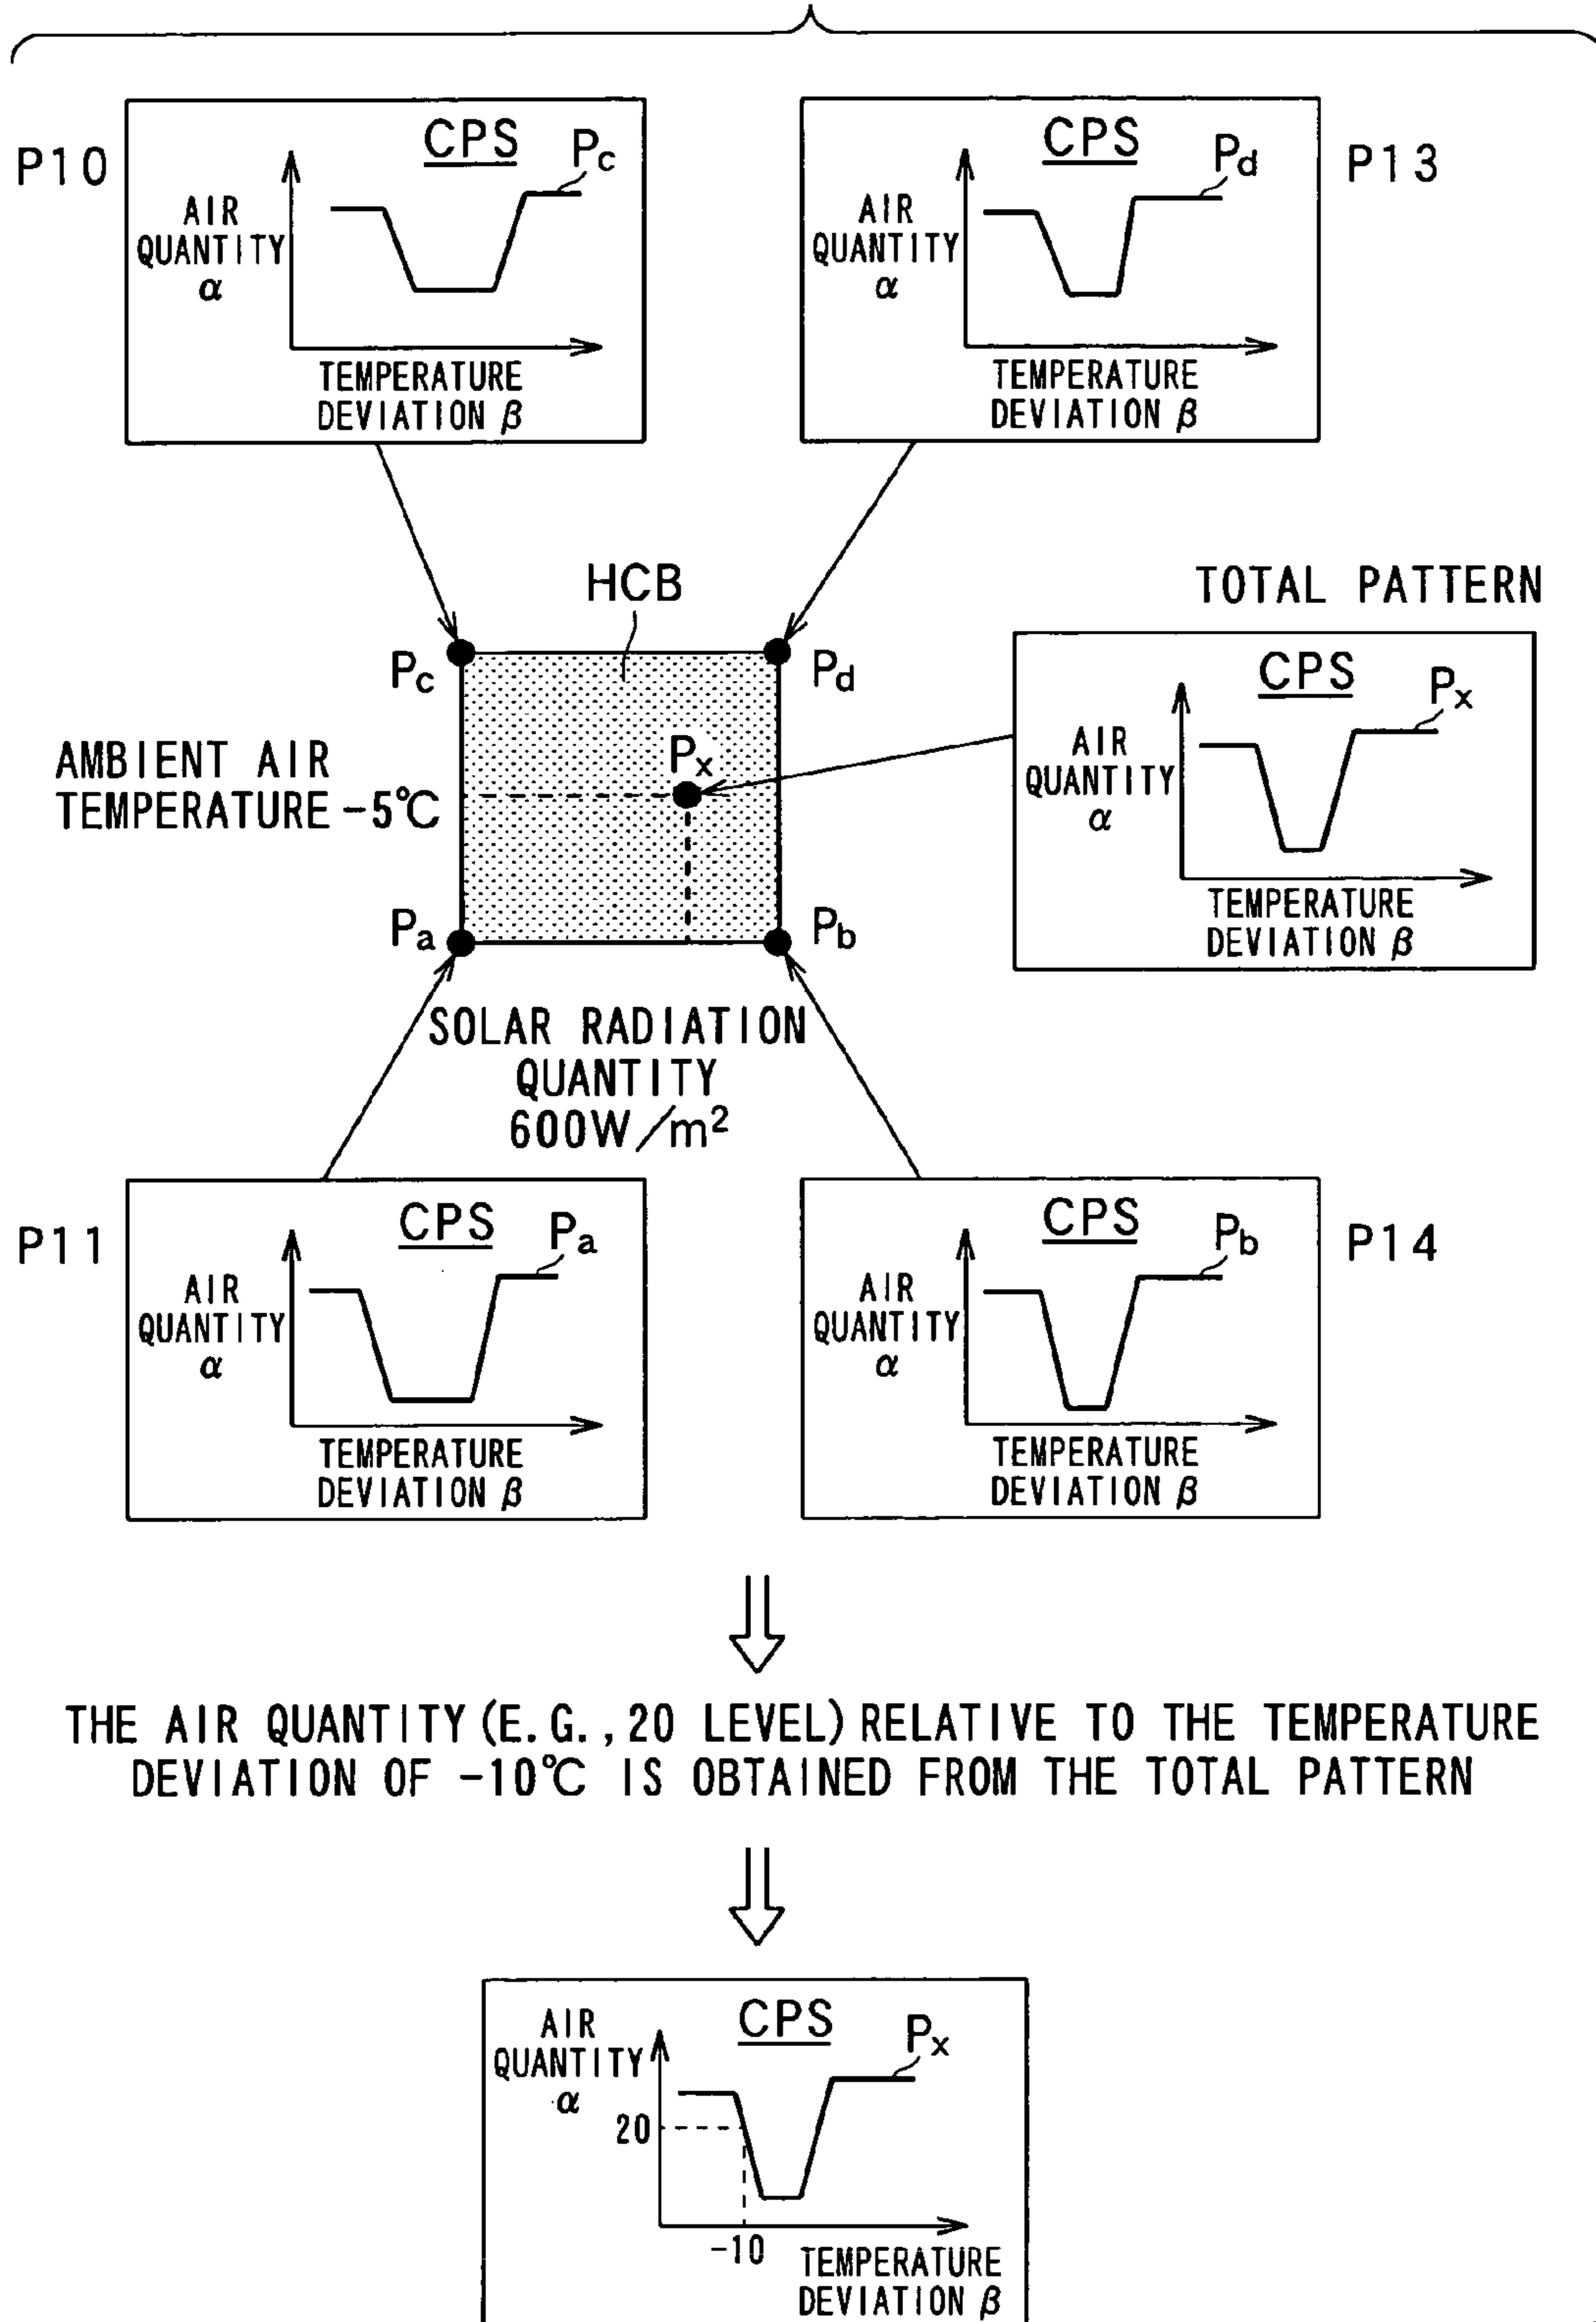 P10
CPS
Pc
AIR
QUANTITY
α
TEMPERATURE
DEVIATION β
CPS
Pd
P13
AIR
QUANTITY
α
TEMPERATURE
DEVIATION β
HCB
TOTAL PATTERN
Pc
Pd
CPS
Px
AIR
QUANTITY
α
TEMPERATURE
DEVIATION β
AMBIENT AIR
TEMPERATURE -5℃
Px
Pa
Pb
SOLAR RADIATION
QUANTITY
600W/m²
P11
CPS
Pa
AIR
QUANTITY
α
TEMPERATURE
DEVIATION β
CPS
Pb
P14
AIR
QUANTITY
α
TEMPERATURE
DEVIATION β
THE AIR QUANTITY (E.G.,20 LEVEL) RELATIVE TO THE TEMPERATURE
DEVIATION OF -10℃ IS OBTAINED FROM THE TOTAL PATTERN
AIR
QUANTITY
α
CPS
Px
20
-10
TEMPERATURE
DEVIATION β